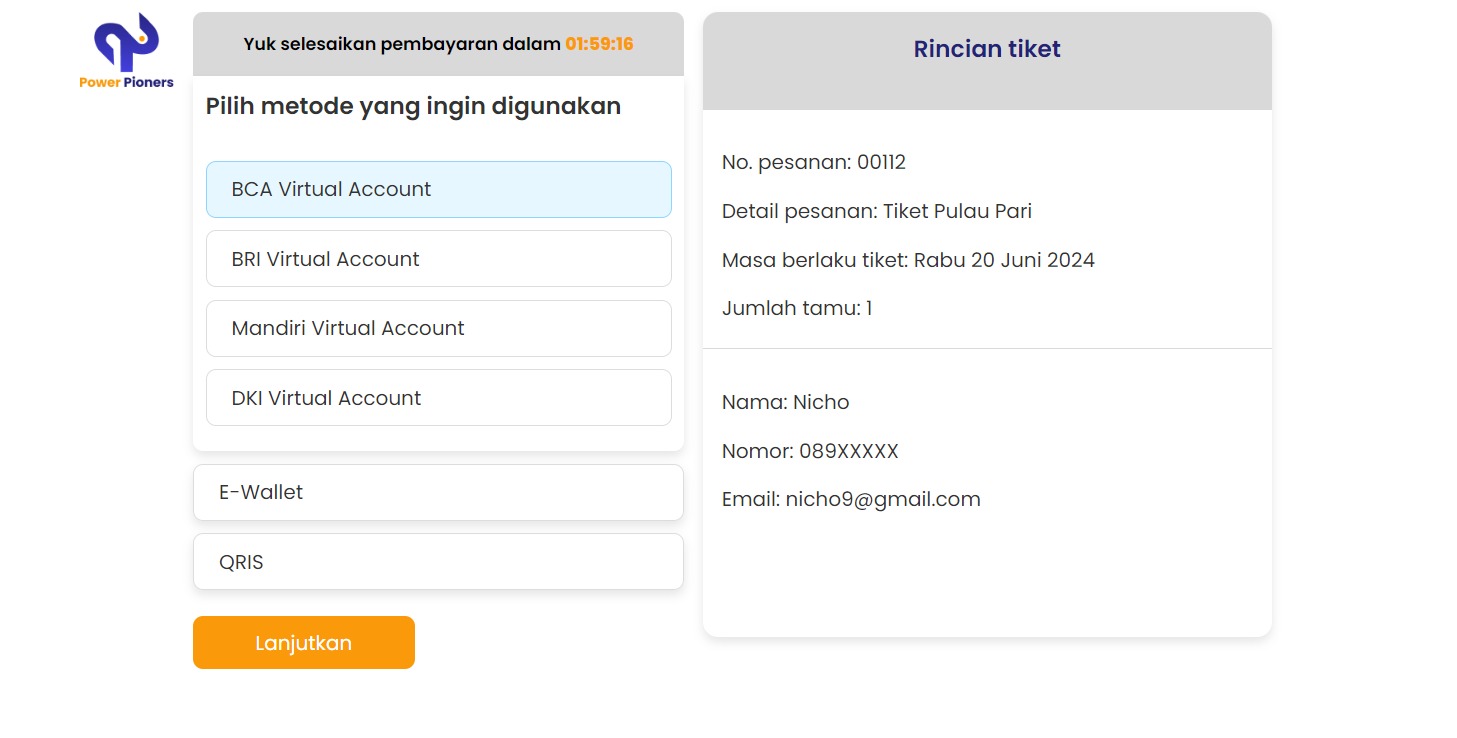 Power Pioners
Yuk selesaikan pembayaran dalam 01:59:16
Pilih metode yang ingin digunakan
BCA Virtual Account
BRI Virtual Account
Mandiri Virtual Account
DKI Virtual Account
E-Wallet
QRIS
Lanjutkan
Rincian tiket
No. pesanan: 00112
Detail pesanan: Tiket Pulau Pari
Masa berlaku tiket: Rabu 20 Juni 2024
Jumlah tamu: 1
Nama: Nicho
Nomor: 089XXXXX
Email: nicho9@gmail.com